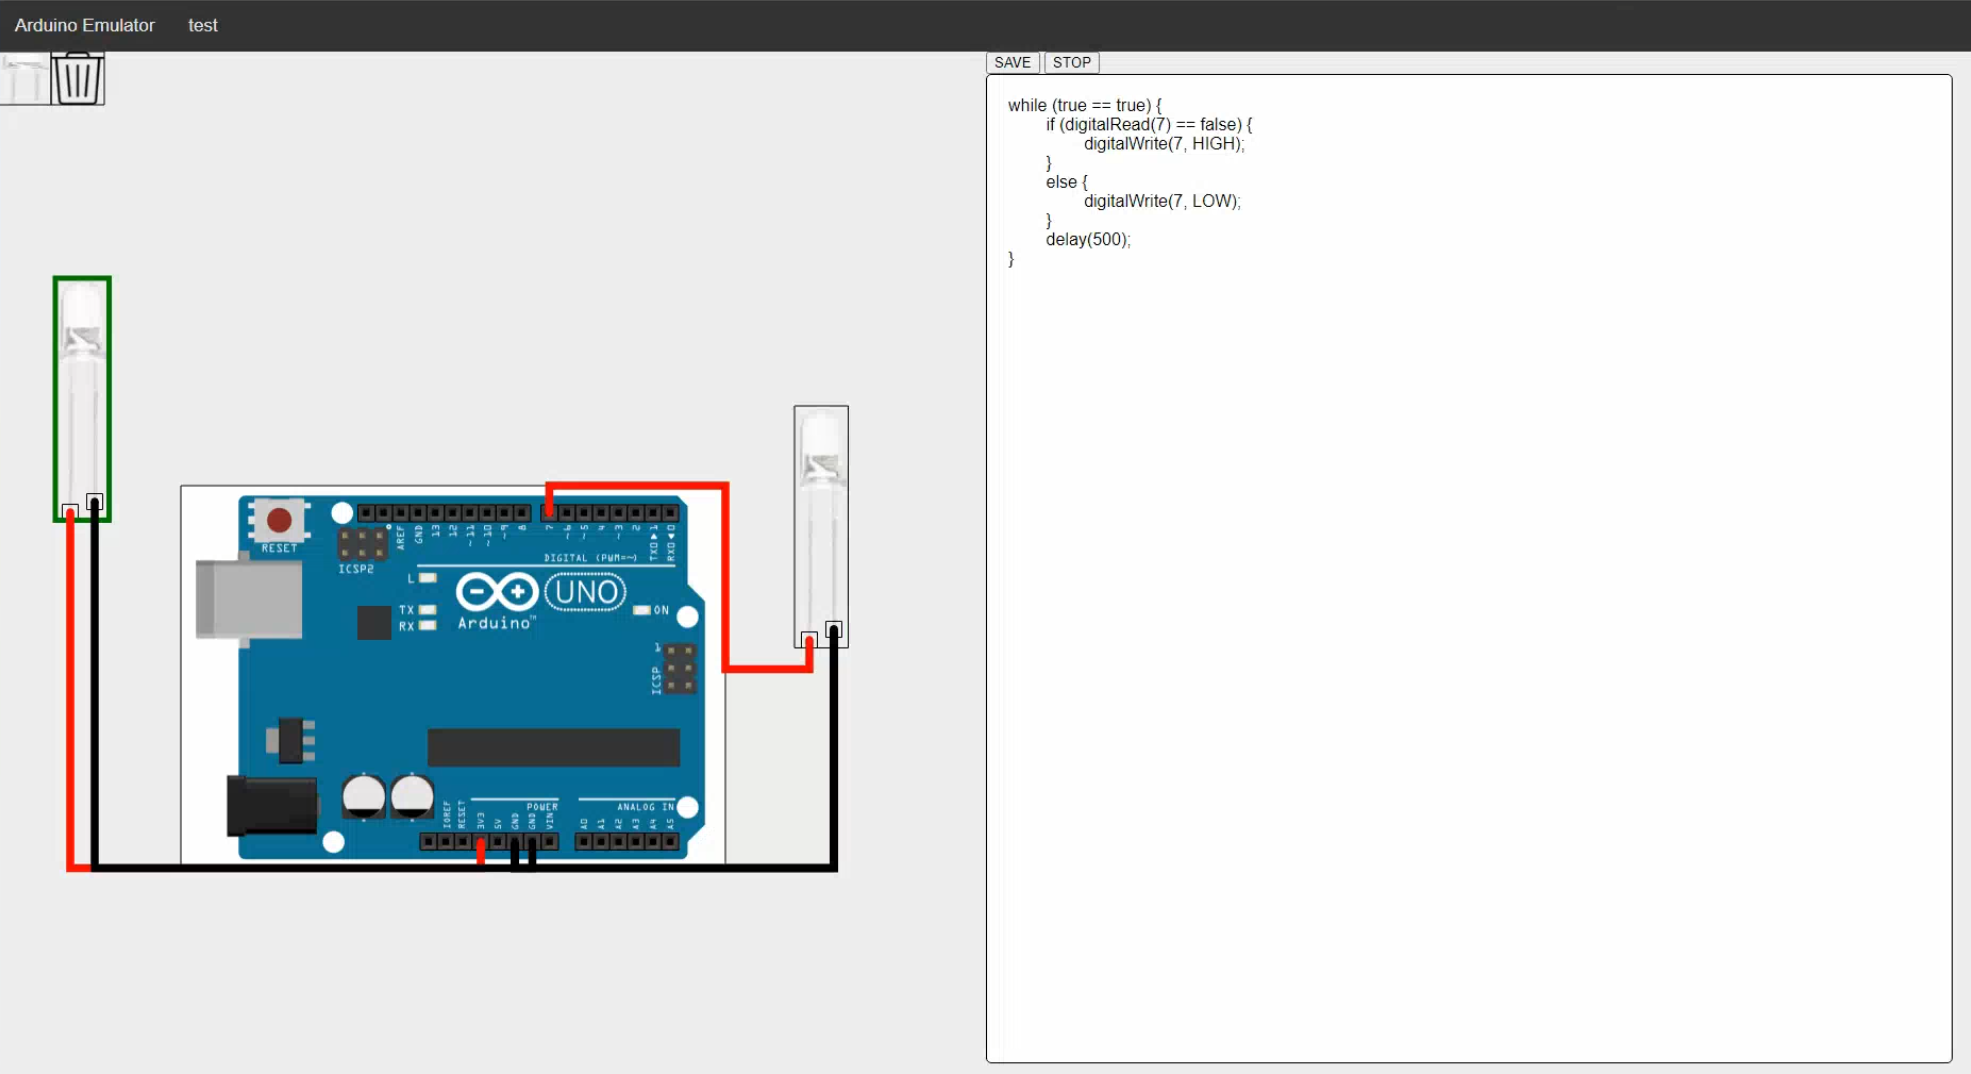 Arduino Emulator test
SAVE STOP
while (true == true) {
if (digitalRead(7) == false) {
digitalWrite(7, HIGH);
}
else {
digitalWrite(7, LOW);
}
delay(500);
}
RESET
ICSP2
AREF
GND
13
12
~11
~10
~9
8
7
~6
~5
4
~3
2
TX0▶1
RX0◀0
DIGITAL (PWM=~)
L
TX
RX
UNO
Arduino™
ON
1
ICSP
IOREF
RESET
3V3
5V
GND
GND
VIN
POWER
ANALOG IN
A0
A1
A2
A3
A4
A5